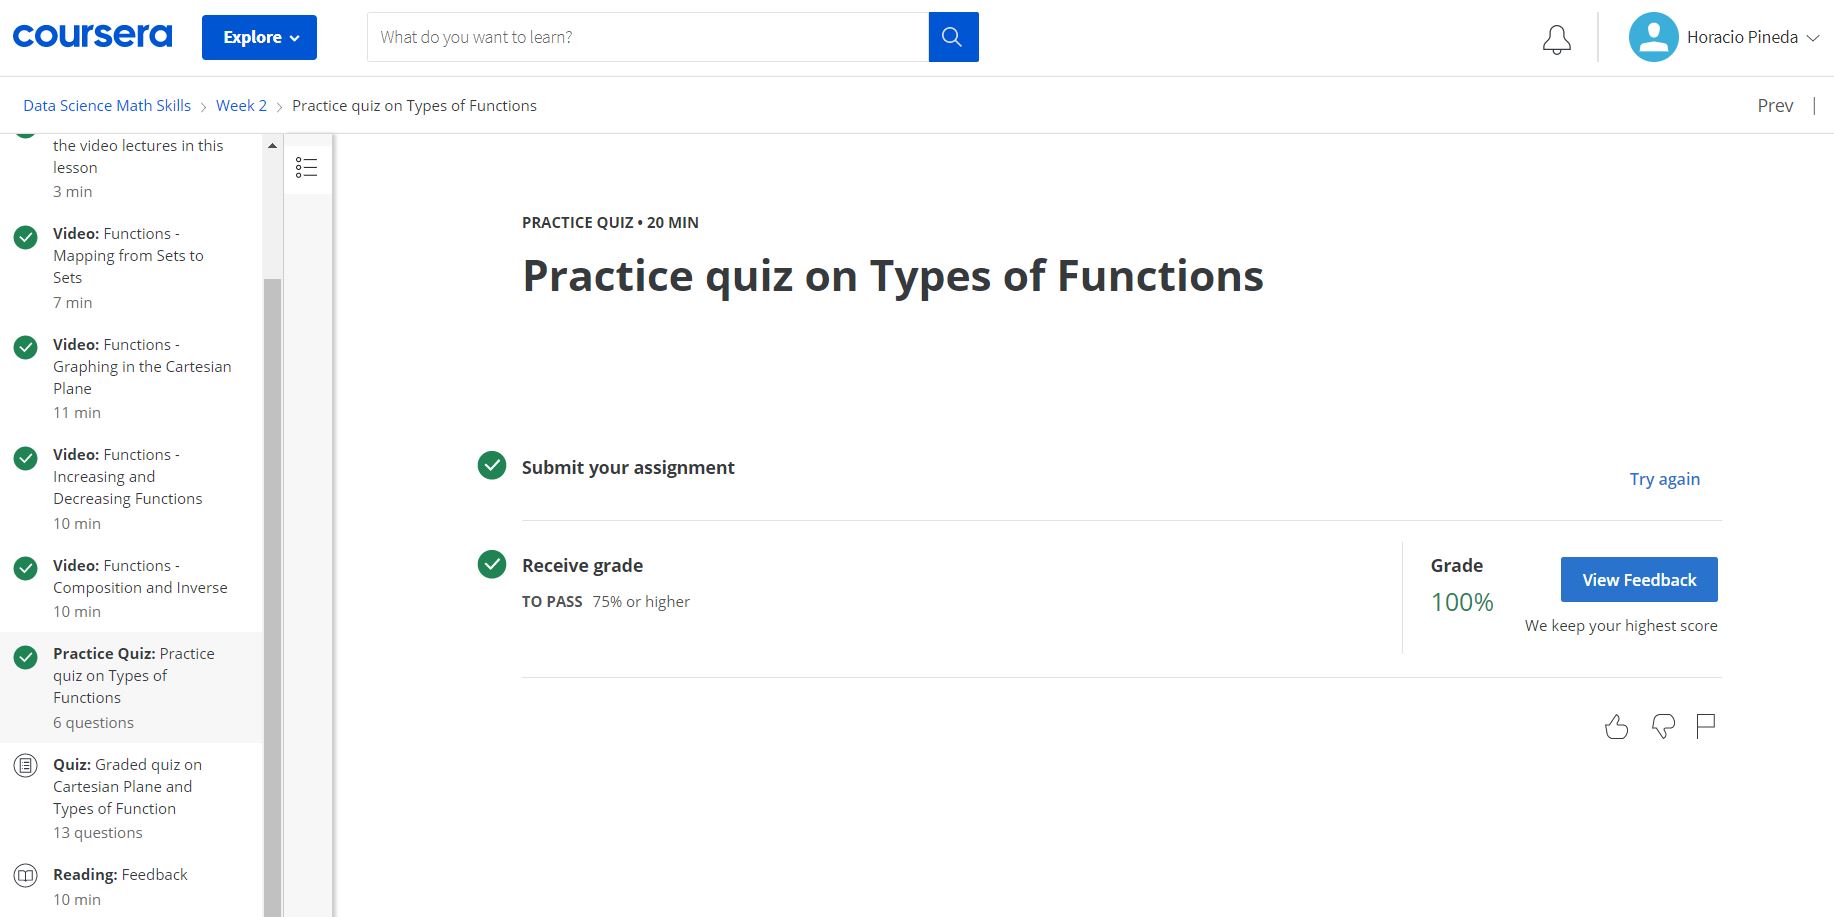 coursera
Explore
What do you want to learn?
Horacio Pineda
Data Science Math Skills > Week 2 > Practice quiz on Types of Functions
Prev |
the video lectures in this
lesson
3 min
Video: Functions -
Mapping from Sets to
Sets
7 min
Video: Functions -
Graphing in the Cartesian
Plane
11 min
Video: Functions -
Increasing and
Decreasing Functions
10 min
Video: Functions -
Composition and Inverse
10 min
Practice Quiz: Practice
quiz on Types of
Functions
6 questions
Quiz: Graded quiz on
Cartesian Plane and
Types of Function
13 questions
Reading: Feedback
10 min
PRACTICE QUIZ • 20 MIN
Practice quiz on Types of Functions
Submit your assignment
Try again
Receive grade
TO PASS 75% or higher
Grade
100%
View Feedback
We keep your highest score